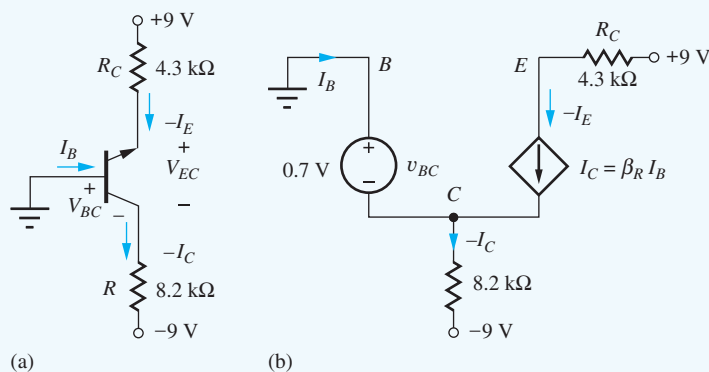 +9 V
R_C 4.3 kΩ
−I_E
I_B
+
V_EC
−
+
V_BC −
−I_C
R 8.2 kΩ
−9 V
(a)
I_B
B
0.7 V
+
−
v_BC
C
−I_C
8.2 kΩ
−9 V
E
R_C
4.3 kΩ
+9 V
−I_E
I_C = β_R I_B
(b)